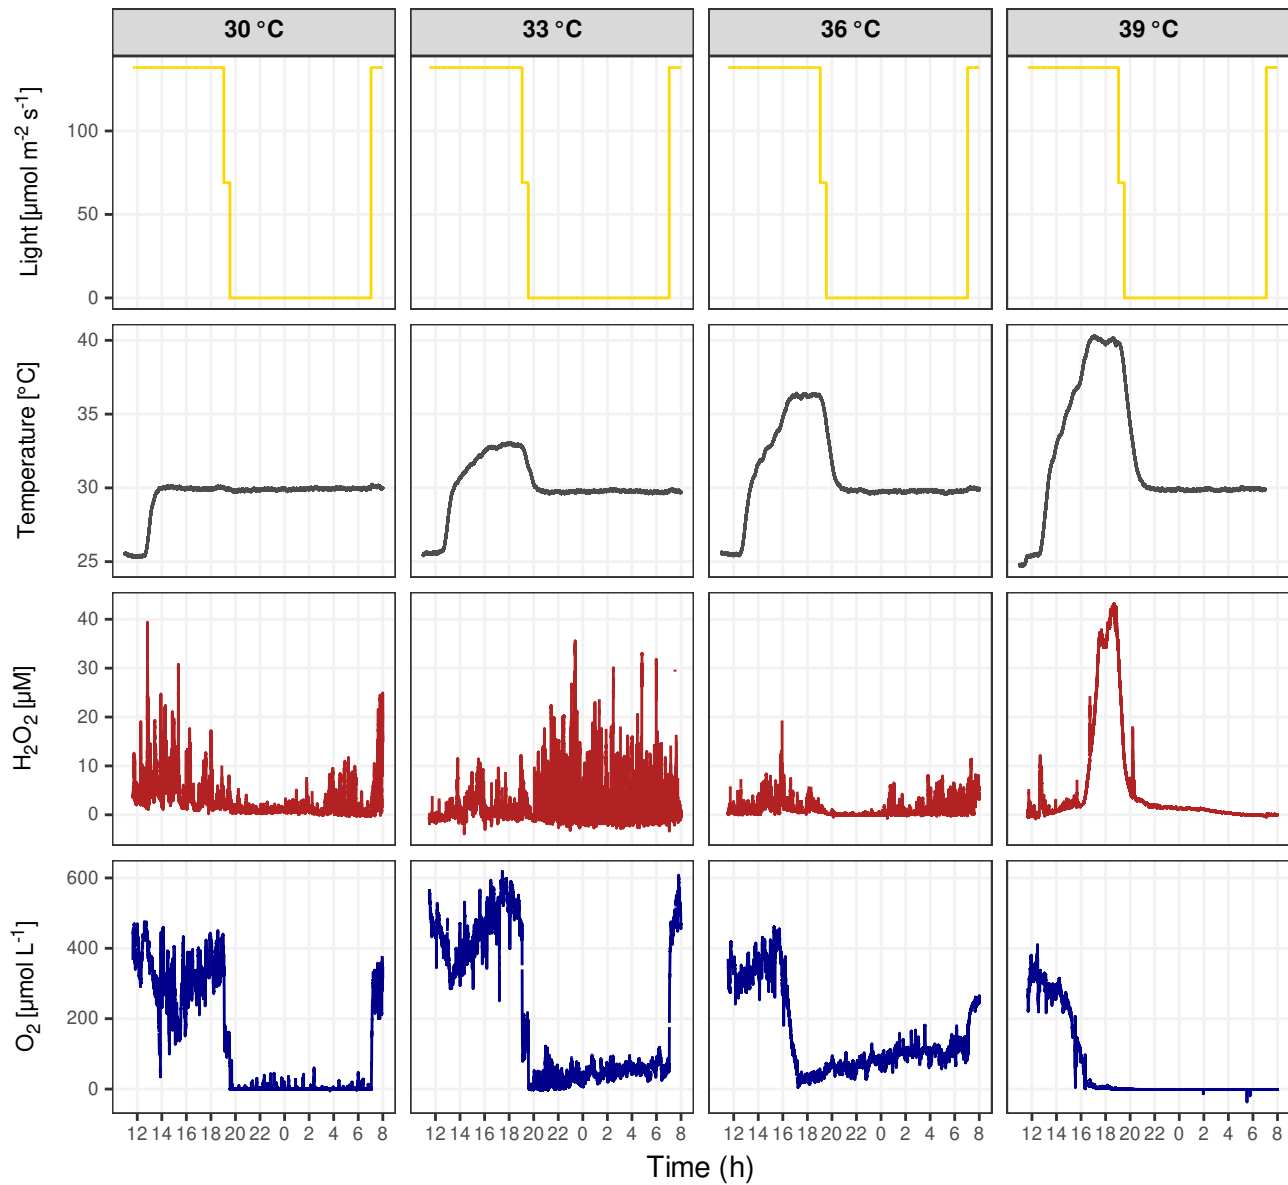 30 °C 33 °C 36 °C 39 °C
Light [µmol m⁻² s⁻¹]
100
50
0
Temperature [°C]
40
35
30
25
H₂O₂ [µM]
40
30
20
10
0
O₂ [µmol L⁻¹]
600
400
200
0
12 14 16 18 20 22 0 2 4 6 8 12 14 16 18 20 22 0 2 4 6 8 12 14 16 18 20 22 0 2 4 6 8 12 14 16 18 20 22 0 2 4 6 8
Time (h)